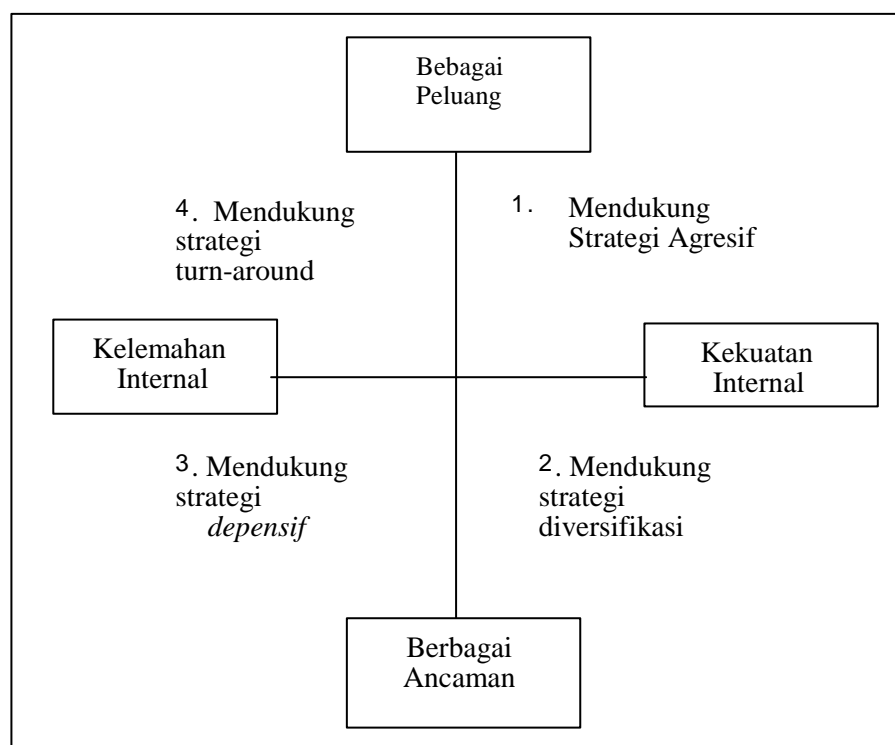 Bebagai
Peluang
4. Mendukung
strategi
turn-around
1. Mendukung
Strategi Agresif
Kelemahan
Internal
Kekuatan
Internal
3. Mendukung
strategi
depensif
2. Mendukung
strategi
diversifikasi
Berbagai
Ancaman